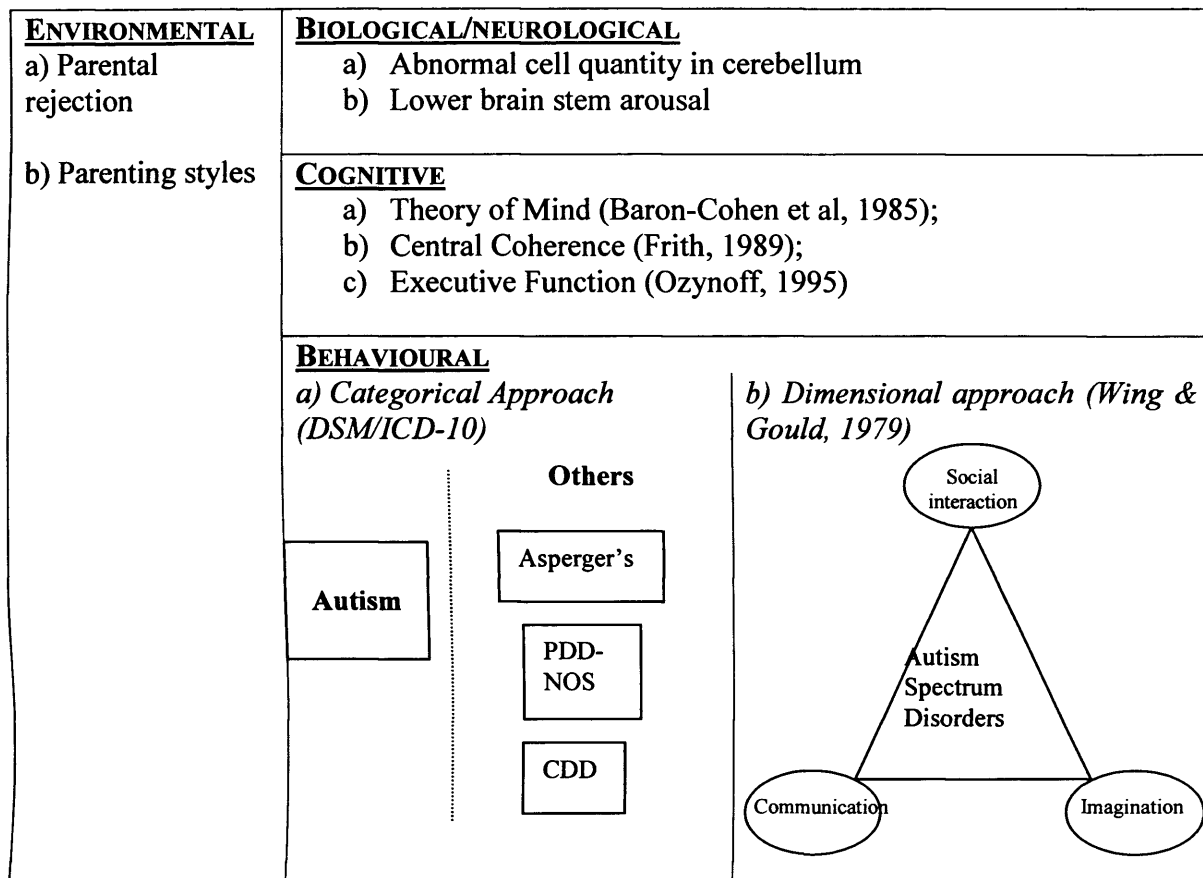 ENVIRONMENTAL
a) Parental
rejection
b) Parenting styles
BIOLOGICAL/NEUROLOGICAL
a) Abnormal cell quantity in cerebellum
b) Lower brain stem arousal
COGNITIVE
a) Theory of Mind (Baron-Cohen et al, 1985);
b) Central Coherence (Frith, 1989);
c) Executive Function (Ozynoff, 1995)
BEHAVIOURAL
a) Categorical Approach
(DSM/ICD-10)
Autism
Others
Asperger's
PDD-
NOS
CDD
b) Dimensional approach (Wing &
Gould, 1979)
Social
interaction
Autism
Spectrum
Disorders
Communication
Imagination